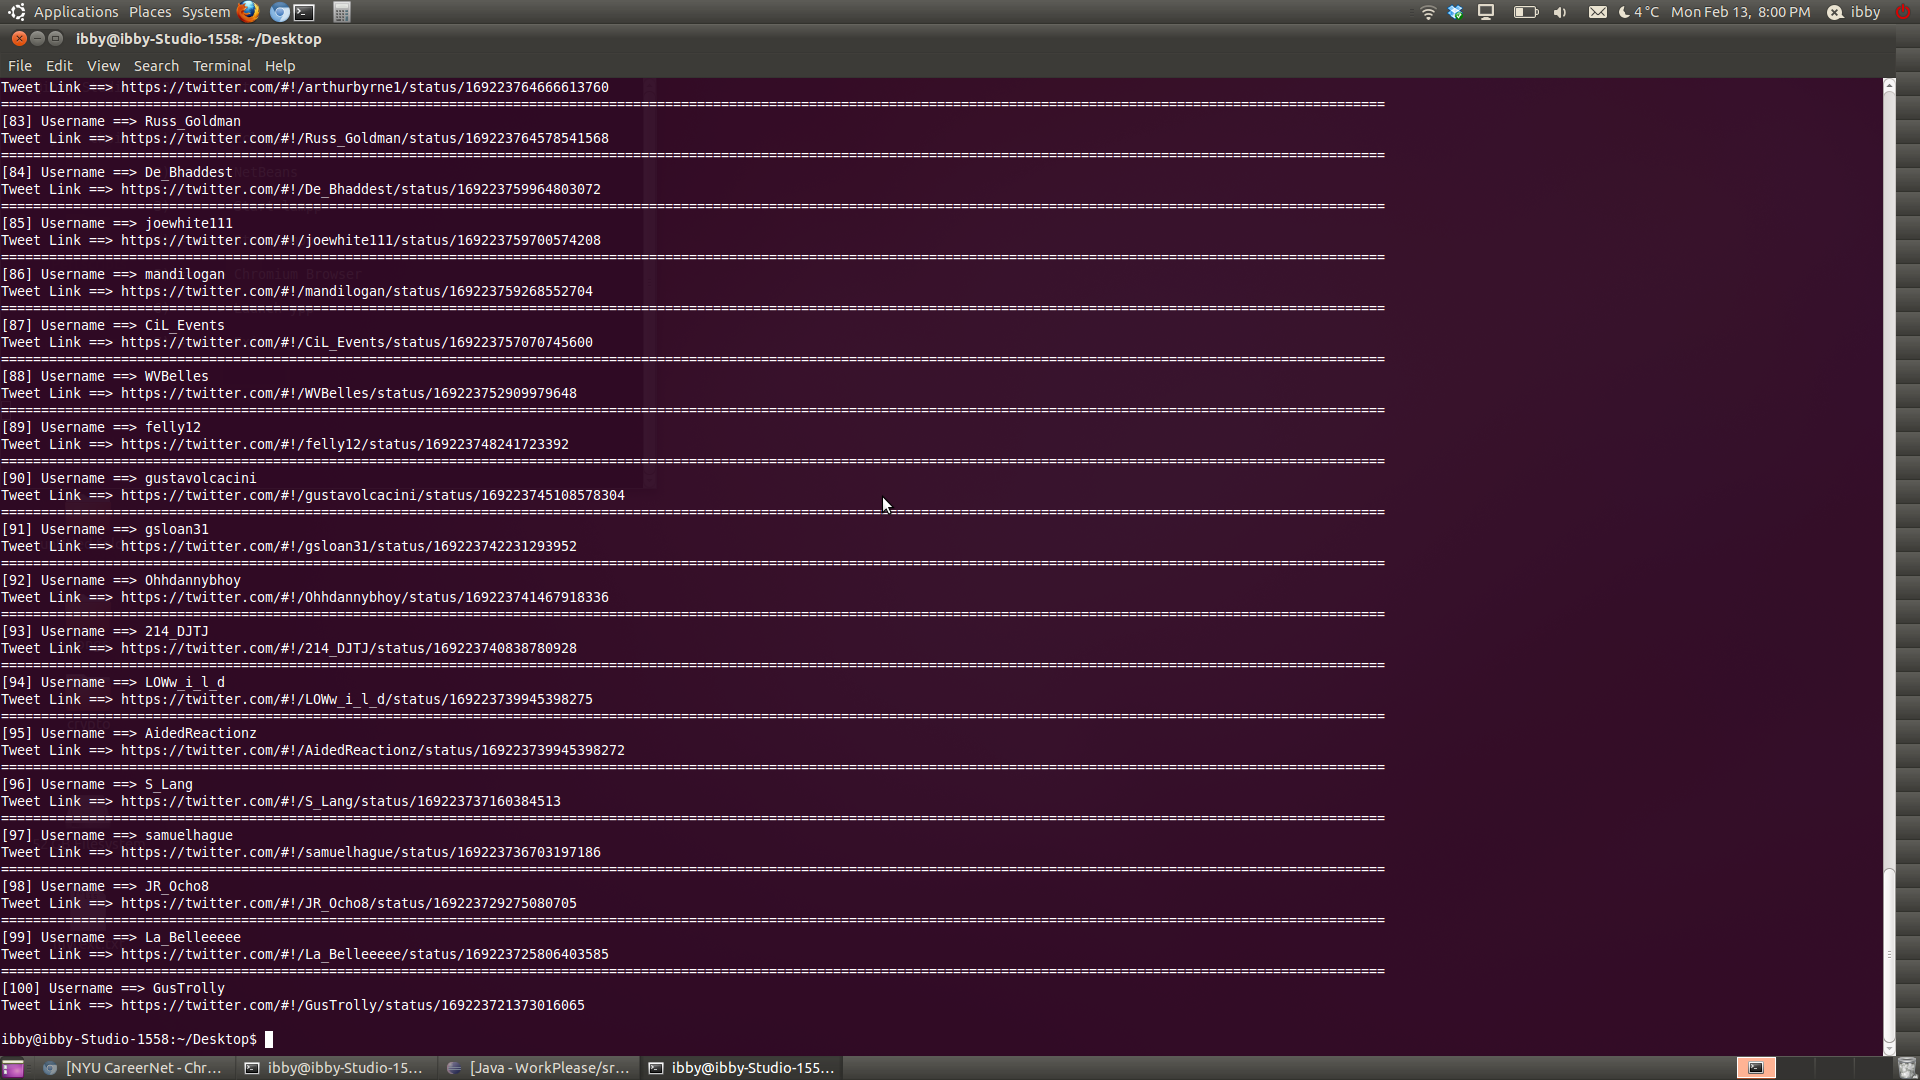 Applications Places System 4°C Mon Feb 13, 8:00 PM ibby
ibby@ibby-Studio-1558: ~/Desktop
File Edit View Search Terminal Help
Tweet Link ==> https://twitter.com/#!/arthurbyrne1/status/169223764666613760
[83] Username ==> Russ_Goldman
Tweet Link ==> https://twitter.com/#!/Russ_Goldman/status/169223764578541568
[84] Username ==> De_Bhaddest
Tweet Link ==> https://twitter.com/#!/De_Bhaddest/status/169223759964803072
[85] Username ==> joewhite111
Tweet Link ==> https://twitter.com/#!/joewhite111/status/169223759700574208
[86] Username ==> mandilogan
Tweet Link ==> https://twitter.com/#!/mandilogan/status/169223759268552704
[87] Username ==> CiL_Events
Tweet Link ==> https://twitter.com/#!/CiL_Events/status/169223757070745600
[88] Username ==> WVBelles
Tweet Link ==> https://twitter.com/#!/WVBelles/status/169223752909979648
[89] Username ==> felly12
Tweet Link ==> https://twitter.com/#!/felly12/status/169223748241723392
[90] Username ==> gustavolcacini
Tweet Link ==> https://twitter.com/#!/gustavolcacini/status/169223745108578304
[91] Username ==> gsloan31
Tweet Link ==> https://twitter.com/#!/gsloan31/status/169223742231293952
[92] Username ==> Ohhdannybhoy
Tweet Link ==> https://twitter.com/#!/Ohhdannybhoy/status/169223741467918336
[93] Username ==> 214_DJTJ
Tweet Link ==> https://twitter.com/#!/214_DJTJ/status/169223740838780928
[94] Username ==> LOWw_i_l_d
Tweet Link ==> https://twitter.com/#!/LOWw_i_l_d/status/169223739945398275
[95] Username ==> AidedReactionz
Tweet Link ==> https://twitter.com/#!/AidedReactionz/status/169223739945398272
[96] Username ==> S_Lang
Tweet Link ==> https://twitter.com/#!/S_Lang/status/169223737160384513
[97] Username ==> samuelhague
Tweet Link ==> https://twitter.com/#!/samuelhague/status/169223736703197186
[98] Username ==> JR_Ocho8
Tweet Link ==> https://twitter.com/#!/JR_Ocho8/status/169223729275080705
[99] Username ==> La_Belleeeee
Tweet Link ==> https://twitter.com/#!/La_Belleeeee/status/169223725806403585
[100] Username ==> GusTrolly
Tweet Link ==> https://twitter.com/#!/GusTrolly/status/169223721373016065
ibby@ibby-Studio-1558:~/Desktop$
[NYU CareerNet - Chr... ibby@ibby-Studio-15... [Java - WorkPlease/sr... ibby@ibby-Studio-155...